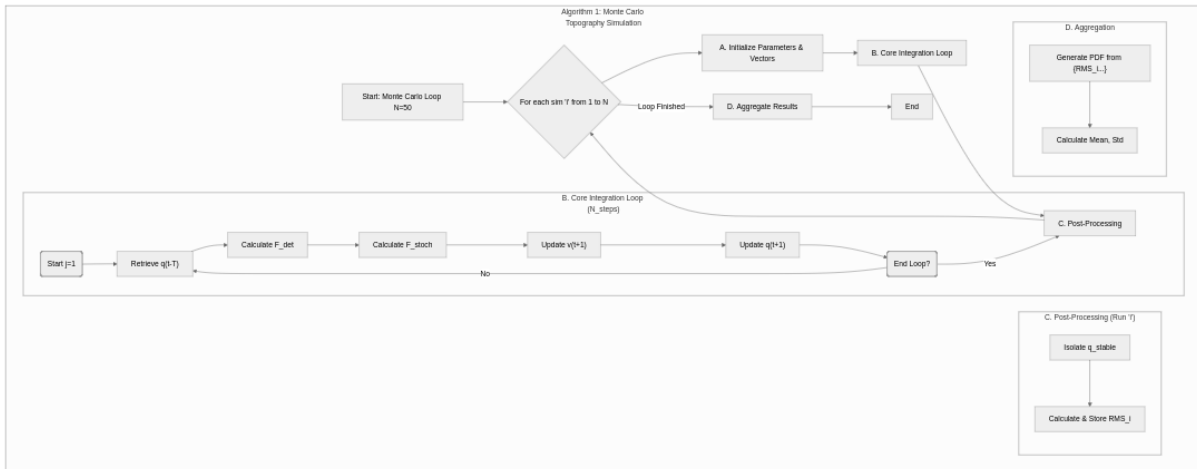 Algorithm 1: Monte Carlo
Topography Simulation
Start: Monte Carlo Loop
N=50
For each sim 'i' from 1 to N
A. Initialize Parameters &
Vectors
B. Core Integration Loop
Loop Finished
D. Aggregate Results
End
D. Aggregation
Generate PDF from
{RMS_i...}
Calculate Mean, Std
B. Core Integration Loop
(N_steps)
Start j=1
Retrieve q(t-T)
Calculate F_det
Calculate F_stoch
Update v(t+1)
Update q(t+1)
End Loop?
No
Yes
C. Post-Processing
C. Post-Processing (Run 'i')
Isolate q_stable
Calculate & Store RMS_i